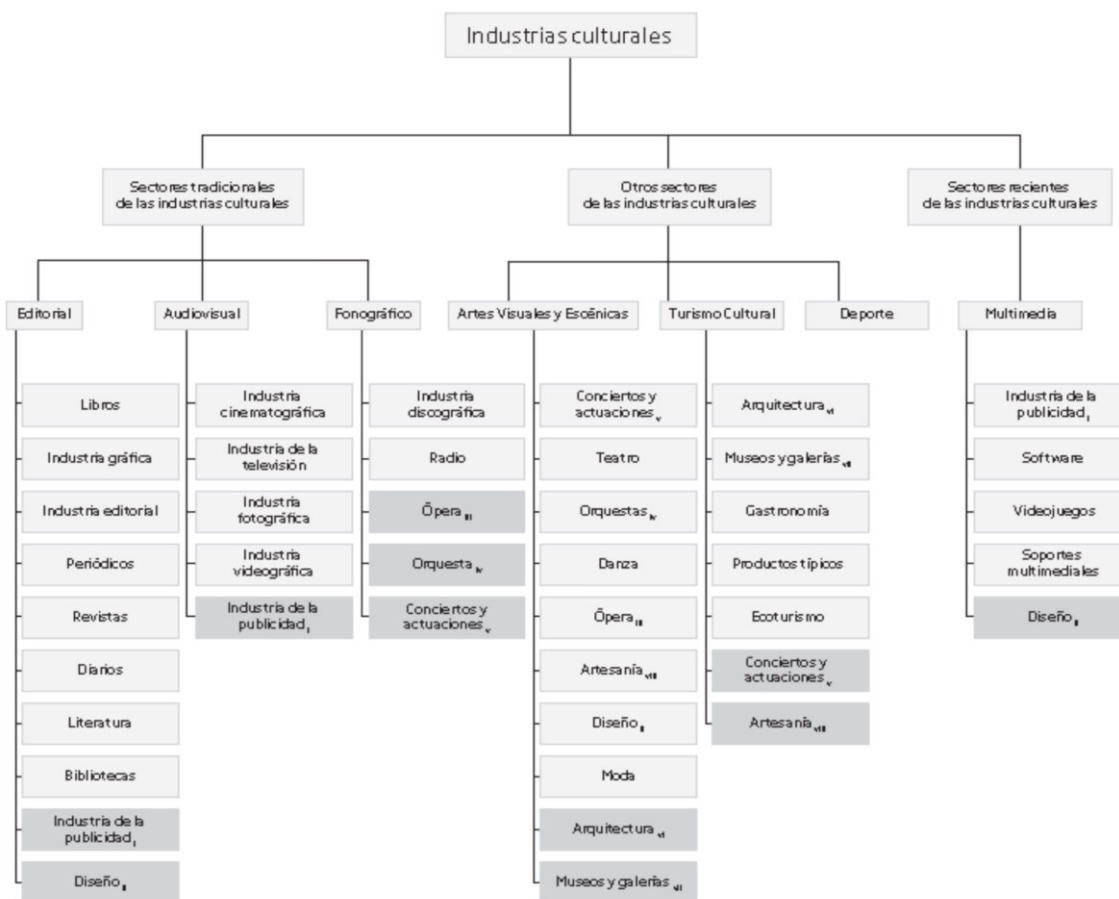 Industrias culturales
Sectores tradicionales
de las industrias culturales
Otros sectores
de las industrias culturales
Sectores recientes
de las industrias culturales
Editorial
Audiovisual
Fonográfico
Artes Visuales y Escénicas
Turismo Cultural
Deporte
Multimedia
Libros
Industria gráfica
Industria editorial
Periódicos
Revistas
Diarios
Literatura
Bibliotecas
Industria de la
publicidad I
Diseño II
Industria
cinematográfica
Industria de la
televisión
Industria
fotográfica
Industria
videográfica
Industria de la
publicidad I
Industria
discográfica
Radio
Ópera III
Orquesta IV
Conciertos y
actuaciones V
Conciertos y
actuaciones V
Teatro
Orquestas IV
Danza
Ópera III
Artesanía VIII
Diseño II
Moda
Arquitectura VI
Museos y galerías VII
Arquitectura VI
Museos y galerías VII
Gastronomía
Productos típicos
Ecoturismo
Conciertos y
actuaciones V
Artesanía VIII
Industria de la
publicidad I
Software
Videojuegos
Soportes
multimediales
Diseño II